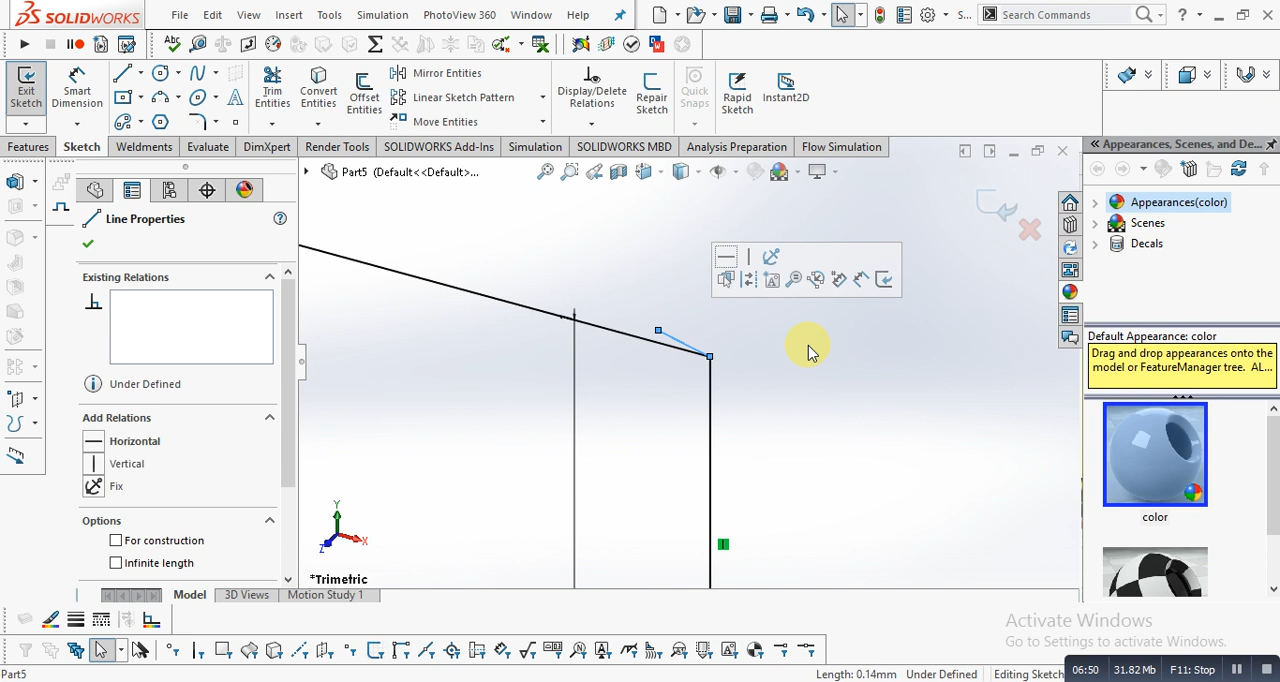 SOLIDWORKS File Edit View Insert Tools Simulation PhotoView 360 Window Help S... Search Commands
Exit Sketch
Smart Dimension
Trim Entities
Convert Entities
Offset Entities
Mirror Entities
Linear Sketch Pattern
Move Entities
Display/Delete Relations
Repair Sketch
Quick Snaps
Rapid Sketch
Instant2D
Features Sketch Weldments Evaluate DimXpert Render Tools SOLIDWORKS Add-Ins Simulation SOLIDWORKS MBD Analysis Preparation Flow Simulation
Appearances, Scenes, and De...
Part5 (Default<<Default>...
Line Properties
Existing Relations
Under Defined
Add Relations
Horizontal
Vertical
Fix
Options
For construction
Infinite length
Y
X
Z
*Trimetric
Appearances(color)
Scenes
Decals
Default Appearance: color
Drag and drop appearances onto the
model or FeatureManager tree. AL...
color
Model 3D Views Motion Study 1
Activate Windows
Go to Settings to activate Windows.
Part5 Length: 0.14mm Under Defined Editing Sketch
06:50 31.82 Mb F11: Stop